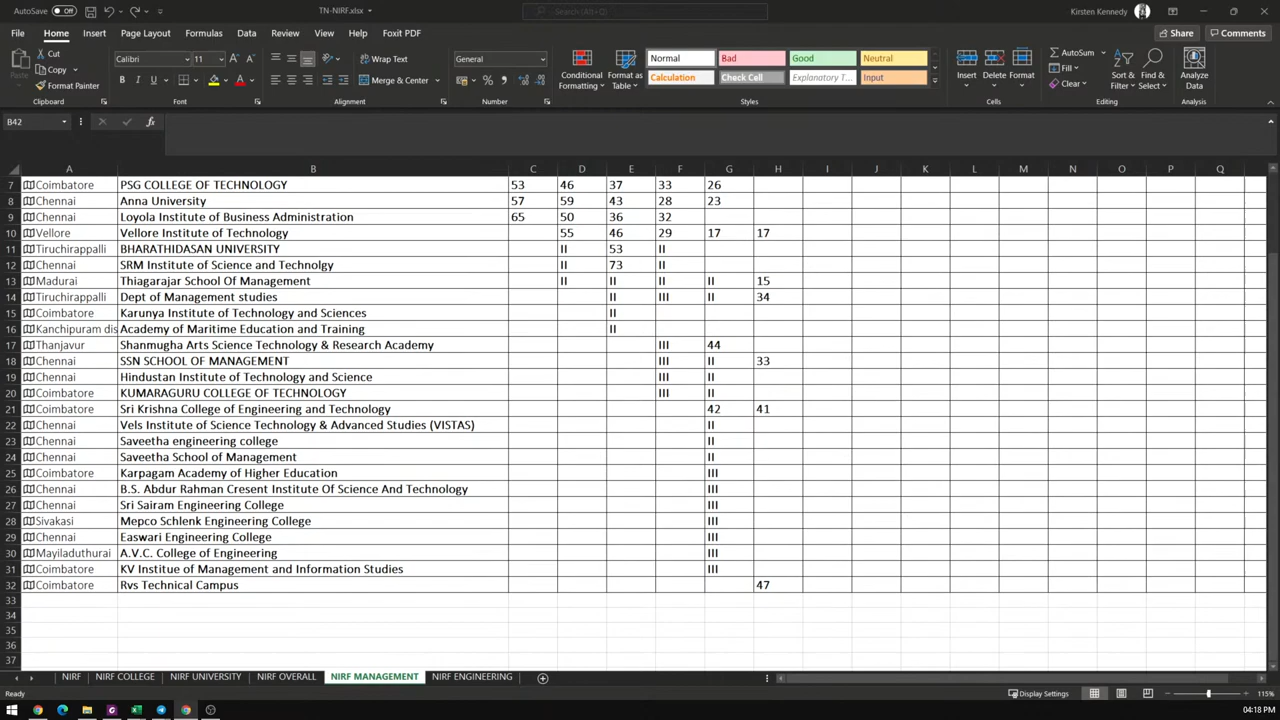 AutoSave Off TN-NIRF.xlsx Search (Alt+Q) Kirsten Kennedy
File Home Insert Page Layout Formulas Data Review View Help Foxit PDF Share Comments
Paste Cut Copy Format Painter Clipboard
Calibri 11 B I U A Font
Wrap Text Merge & Center Alignment
General % Number
Conditional Formatting Format as Table
Normal Bad Good Neutral
Calculation Check Cell Explanatory T... Input
Styles
Insert Delete Format Cells
AutoSum Fill Clear Sort & Filter Find & Select Editing
Analyze Data Analysis
B42 fx
A B C D E F G H I J K L M N O P Q
7 Coimbatore PSG COLLEGE OF TECHNOLOGY 53 46 37 33 26
8 Chennai Anna University 57 59 43 28 23
9 Chennai Loyola Institute of Business Administration 65 50 36 32
10 Vellore Vellore Institute of Technology 55 46 29 17 17
11 Tiruchirappalli BHARATHIDASAN UNIVERSITY II 53 II
12 Chennai SRM Institute of Science and Technolgy II 73 II
13 Madurai Thiagarajar School Of Management II II II II 15
14 Tiruchirappalli Dept of Management studies II III II 34
15 Coimbatore Karunya Institute of Technology and Sciences II
16 Kanchipuram dis Academy of Maritime Education and Training II
17 Thanjavur Shanmugha Arts Science Technology & Research Academy III 44
18 Chennai SSN SCHOOL OF MANAGEMENT III II 33
19 Chennai Hindustan Institute of Technology and Science III II
20 Coimbatore KUMARAGURU COLLEGE OF TECHNOLOGY III II
21 Coimbatore Sri Krishna College of Engineering and Technology 42 41
22 Chennai Vels Institute of Science Technology & Advanced Studies (VISTAS) II
23 Chennai Saveetha engineering college II
24 Chennai Saveetha School of Management II
25 Coimbatore Karpagam Academy of Higher Education III
26 Chennai B.S. Abdur Rahman Cresent Institute Of Science And Technology III
27 Chennai Sri Sairam Engineering College III
28 Sivakasi Mepco Schlenk Engineering College III
29 Chennai Easwari Engineering College III
30 Mayiladuthurai A.V.C. College of Engineering III
31 Coimbatore KV Institue of Management and Information Studies III
32 Coimbatore Rvs Technical Campus 47
33
34
35
36
37
NIRF NIRF COLLEGE NIRF UNIVERSITY NIRF OVERALL NIRF MANAGEMENT NIRF ENGINEERING
Ready Display Settings 115%
04:18 PM